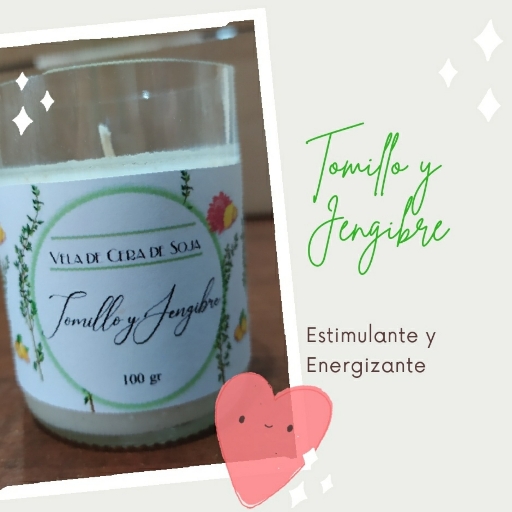 VELA DE CERA DE SOJA
Tomillo y Jengibre
100 gr
Tomillo y
Jengibre
Estimulante y
Energizante